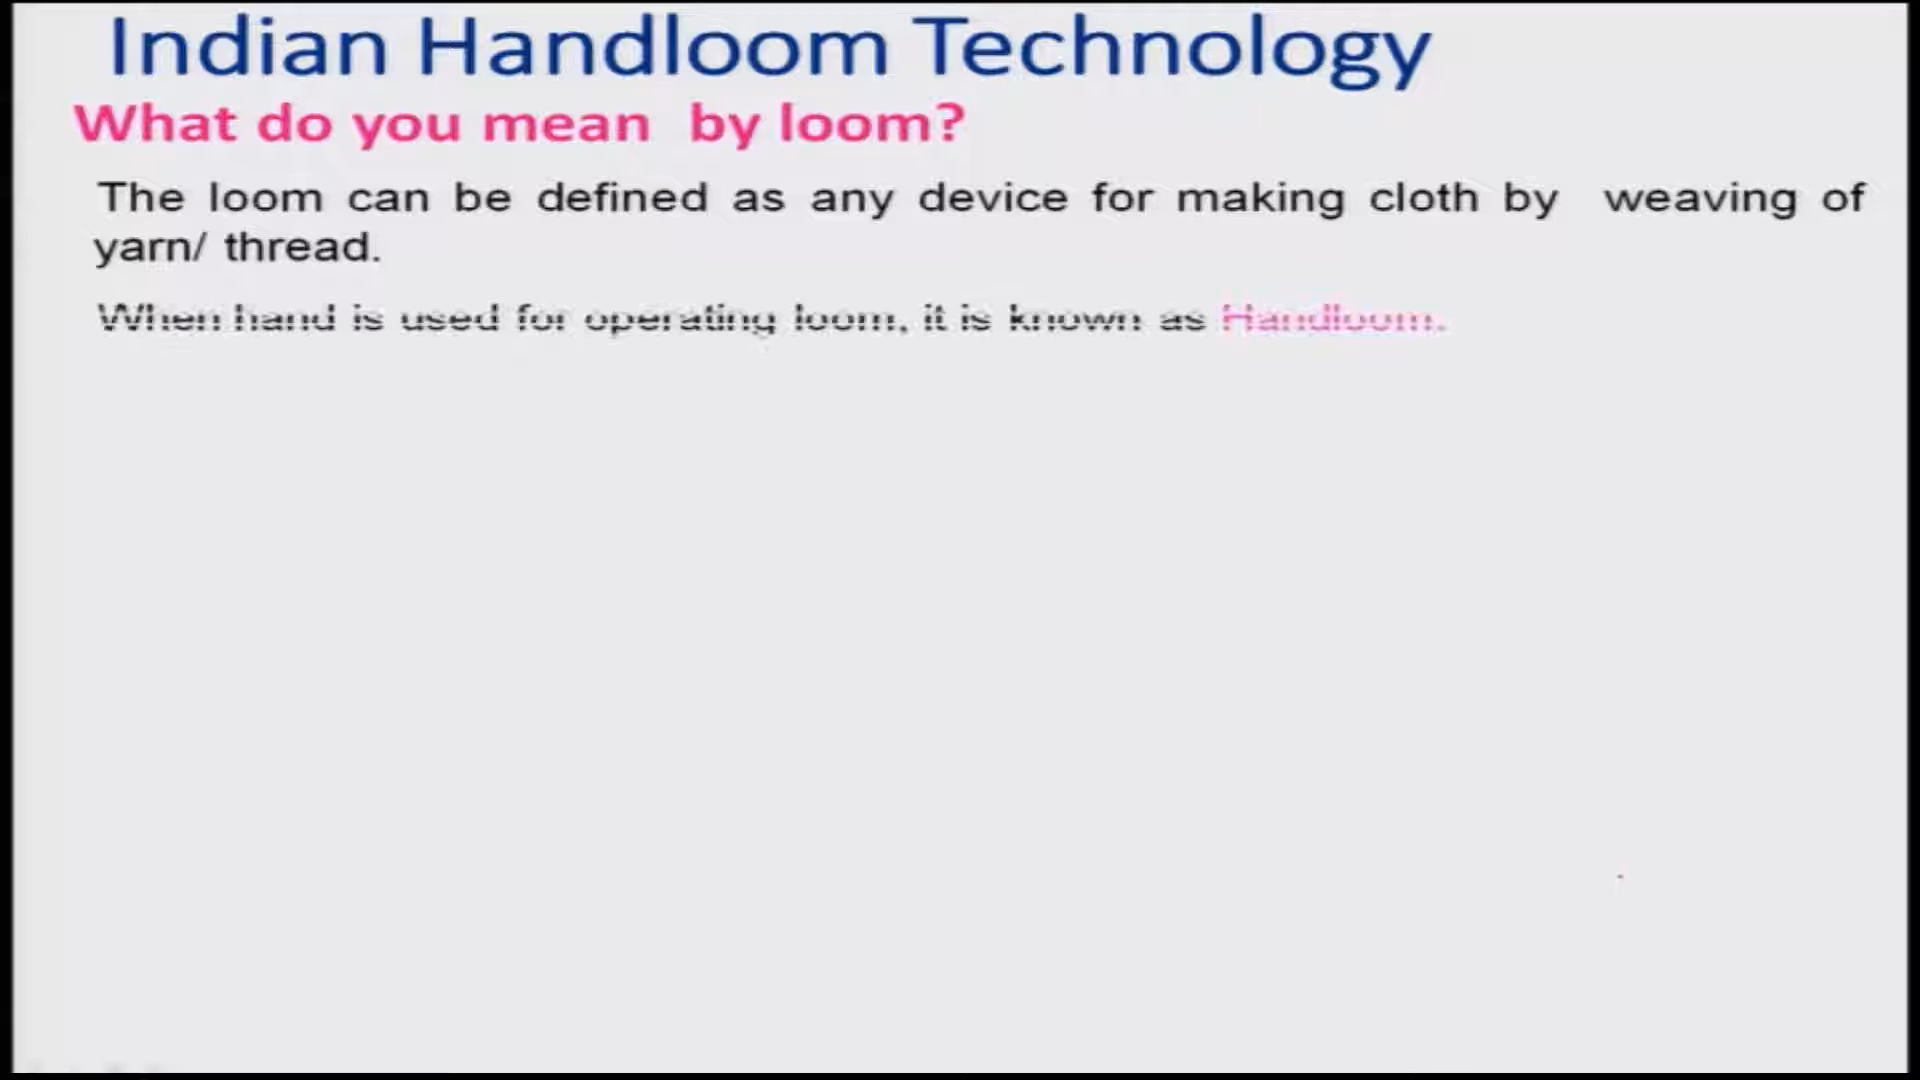 Indian Handloom Technology
What do you mean by loom?
The loom can be defined as any device for making cloth by weaving of
yarn/ thread.
When hand is used for operating loom, it is known as Handloom.